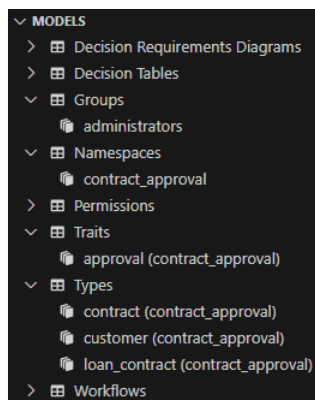 MODELS
Decision Requirements Diagrams
Decision Tables
Groups
administrators
Namespaces
contract_approval
Permissions
Traits
approval (contract_approval)
Types
contract (contract_approval)
customer (contract_approval)
loan_contract (contract_approval)
Workflows